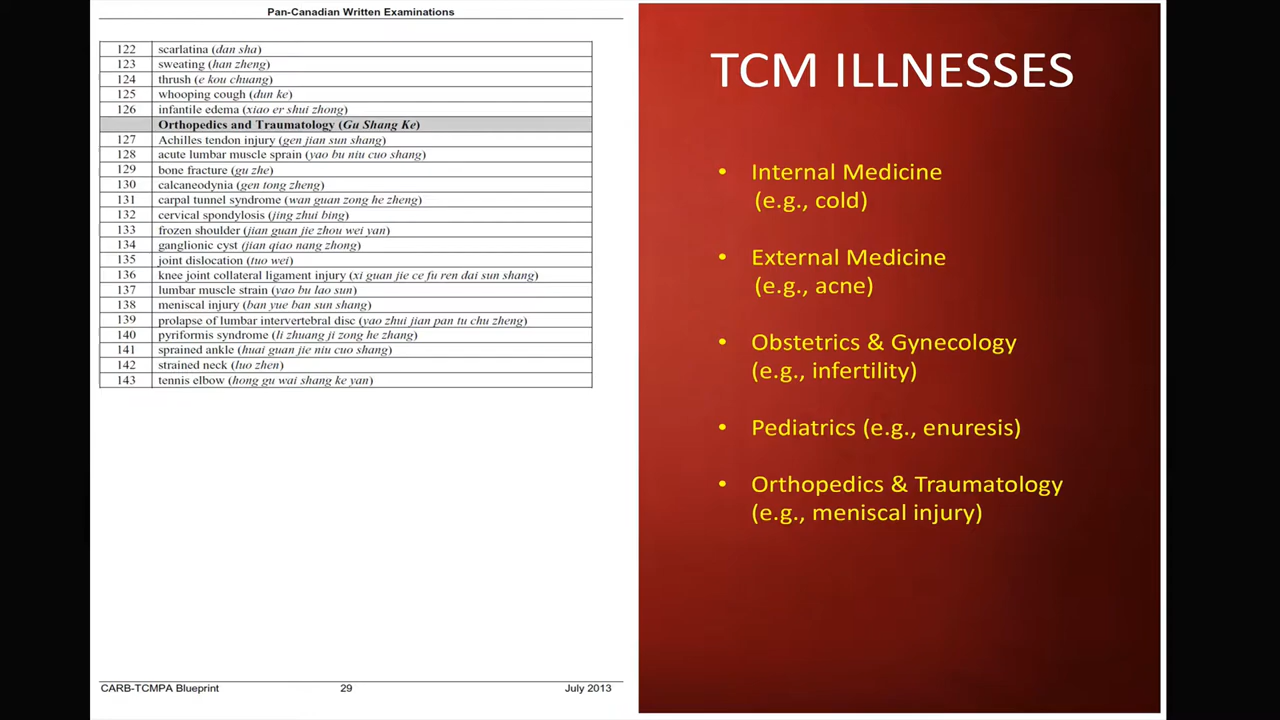 Pan-Canadian Written Examinations
122 scarlatina (dan sha)
123 sweating (han zheng)
124 thrush (e kou chuang)
125 whooping cough (dun ke)
126 infantile edema (xiao er shui zhong)
Orthopedics and Traumatology (Gu Shang Ke)
127 Achilles tendon injury (gen jian sun shang)
128 acute lumbar muscle sprain (yao bu niu cuo shang)
129 bone fracture (gu zhe)
130 calcaneodynia (gen tong zheng)
131 carpal tunnel syndrome (wan guan zong he zheng)
132 cervical spondylosis (jing zhui bing)
133 frozen shoulder (jian guan jie zhou wei yan)
134 ganglionic cyst (jian qiao nang zhong)
135 joint dislocation (tuo wei)
136 knee joint collateral ligament injury (xi guan jie ce fu ren dai sun shang)
137 lumbar muscle strain (yao bu lao sun)
138 meniscal injury (ban yue ban sun shang)
139 prolapse of lumbar intervertebral disc (yao zhui jian pan tu chu zheng)
140 pyriformis syndrome (li zhuang ji zong he zhang)
141 sprained ankle (huai guan jie niu cuo shang)
142 strained neck (luo zhen)
143 tennis elbow (hong gu wai shang ke yan)
CARB-TCMPA Blueprint 29 July 2013
TCM ILLNESSES
• Internal Medicine
(e.g., cold)
• External Medicine
(e.g., acne)
• Obstetrics & Gynecology
(e.g., infertility)
• Pediatrics (e.g., enuresis)
• Orthopedics & Traumatology
(e.g., meniscal injury)